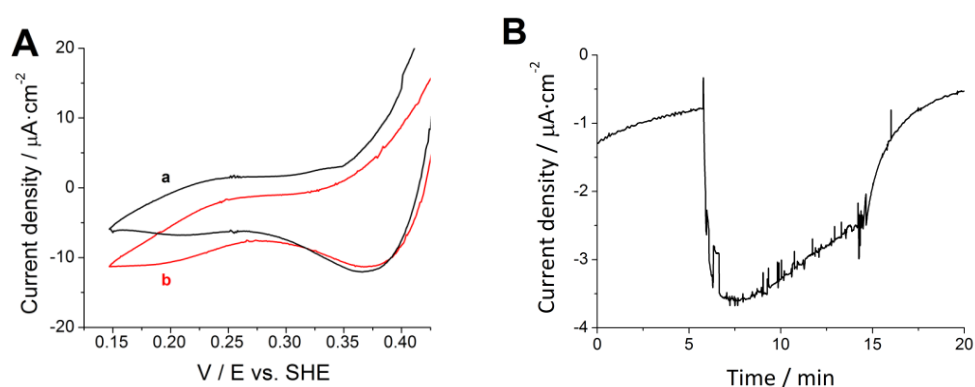 A
Current density / μA·cm⁻²
20
10
0
-10
-20
a
b
0.15 0.20 0.25 0.30 0.35 0.40
V / E vs. SHE
B
Current density / μA·cm⁻²
0
-1
-2
-3
-4
0 5 10 15 20
Time / min